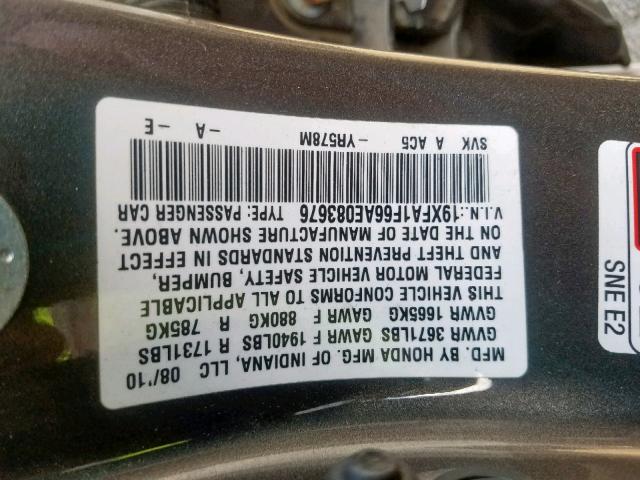 MFD. BY HONDA MFG. OF INDIANA, LLC 08/'10
GVWR 3671LBS GAWR F 1940LBS R 1731LBS
GVWR 1665KG GAWR F 880KG R 785KG
THIS VEHICLE CONFORMS TO ALL APPLICABLE
FEDERAL MOTOR VEHICLE SAFETY, BUMPER,
AND THEFT PREVENTION STANDARDS IN EFFECT
ON THE DATE OF MANUFACTURE SHOWN ABOVE.
V.I.N.: 19XFA1F66AE083676 TYPE: PASSENGER CAR
SVK A AC5 -YR578M -A -E
SNE E2